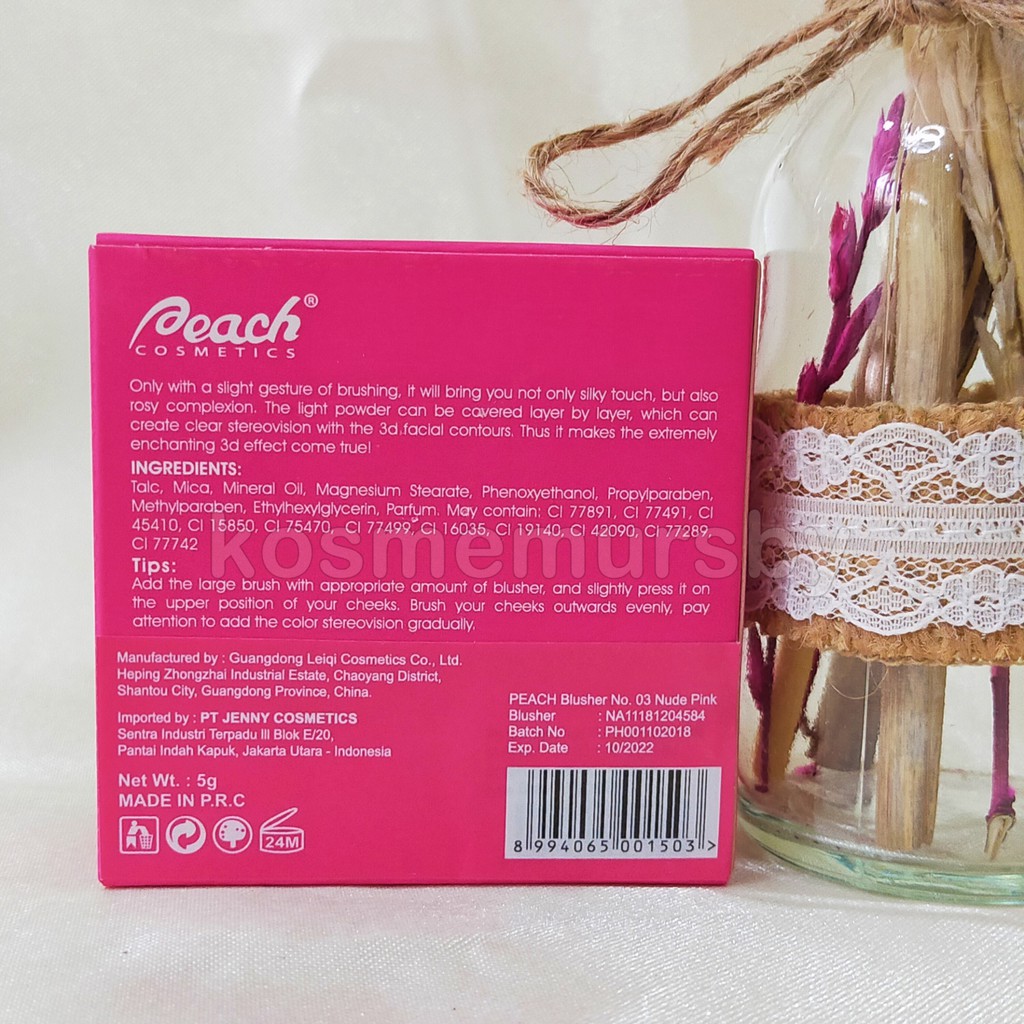 Peach®
COSMETICS
Only with a slight gesture of brushing, it will bring you not only silky touch, but also
rosy complexion. The light powder can be covered layer by layer, which can
create clear stereovision with the 3d facial contours. Thus it makes the extremely
enchanting 3d effect come true!
INGREDIENTS:
Talc, Mica, Mineral Oil, Magnesium Stearate, Phenoxyethanol, Propylparaben,
Methylparaben, Ethylhexylglycerin, Parfum. May contain: CI 77891, CI 77491, CI
45410, CI 15850, CI 75470, CI 77499, CI 16035, CI 19140, CI 42090, CI 77289,
CI 77742
kosmemursby
Tips:
Add the large brush with appropriate amount of blusher, and slightly press it on
the upper position of your cheeks. Brush your cheeks outwards evenly, pay
attention to add the color stereovision gradually.
Manufactured by : Guangdong Leiqi Cosmetics Co., Ltd.
Heping Zhongzhai Industrial Estate, Chaoyang District,
Shantou City, Guangdong Province, China.
Imported by : PT JENNY COSMETICS
Sentra Industri Terpadu III Blok E/20,
Pantai Indah Kapuk, Jakarta Utara - Indonesia
Net Wt. : 5g
MADE IN P.R.C
24M
PEACH Blusher No. 03 Nude Pink
Blusher : NA11181204584
Batch No : PH001102018
Exp. Date : 10/2022
8 994065 001503 >